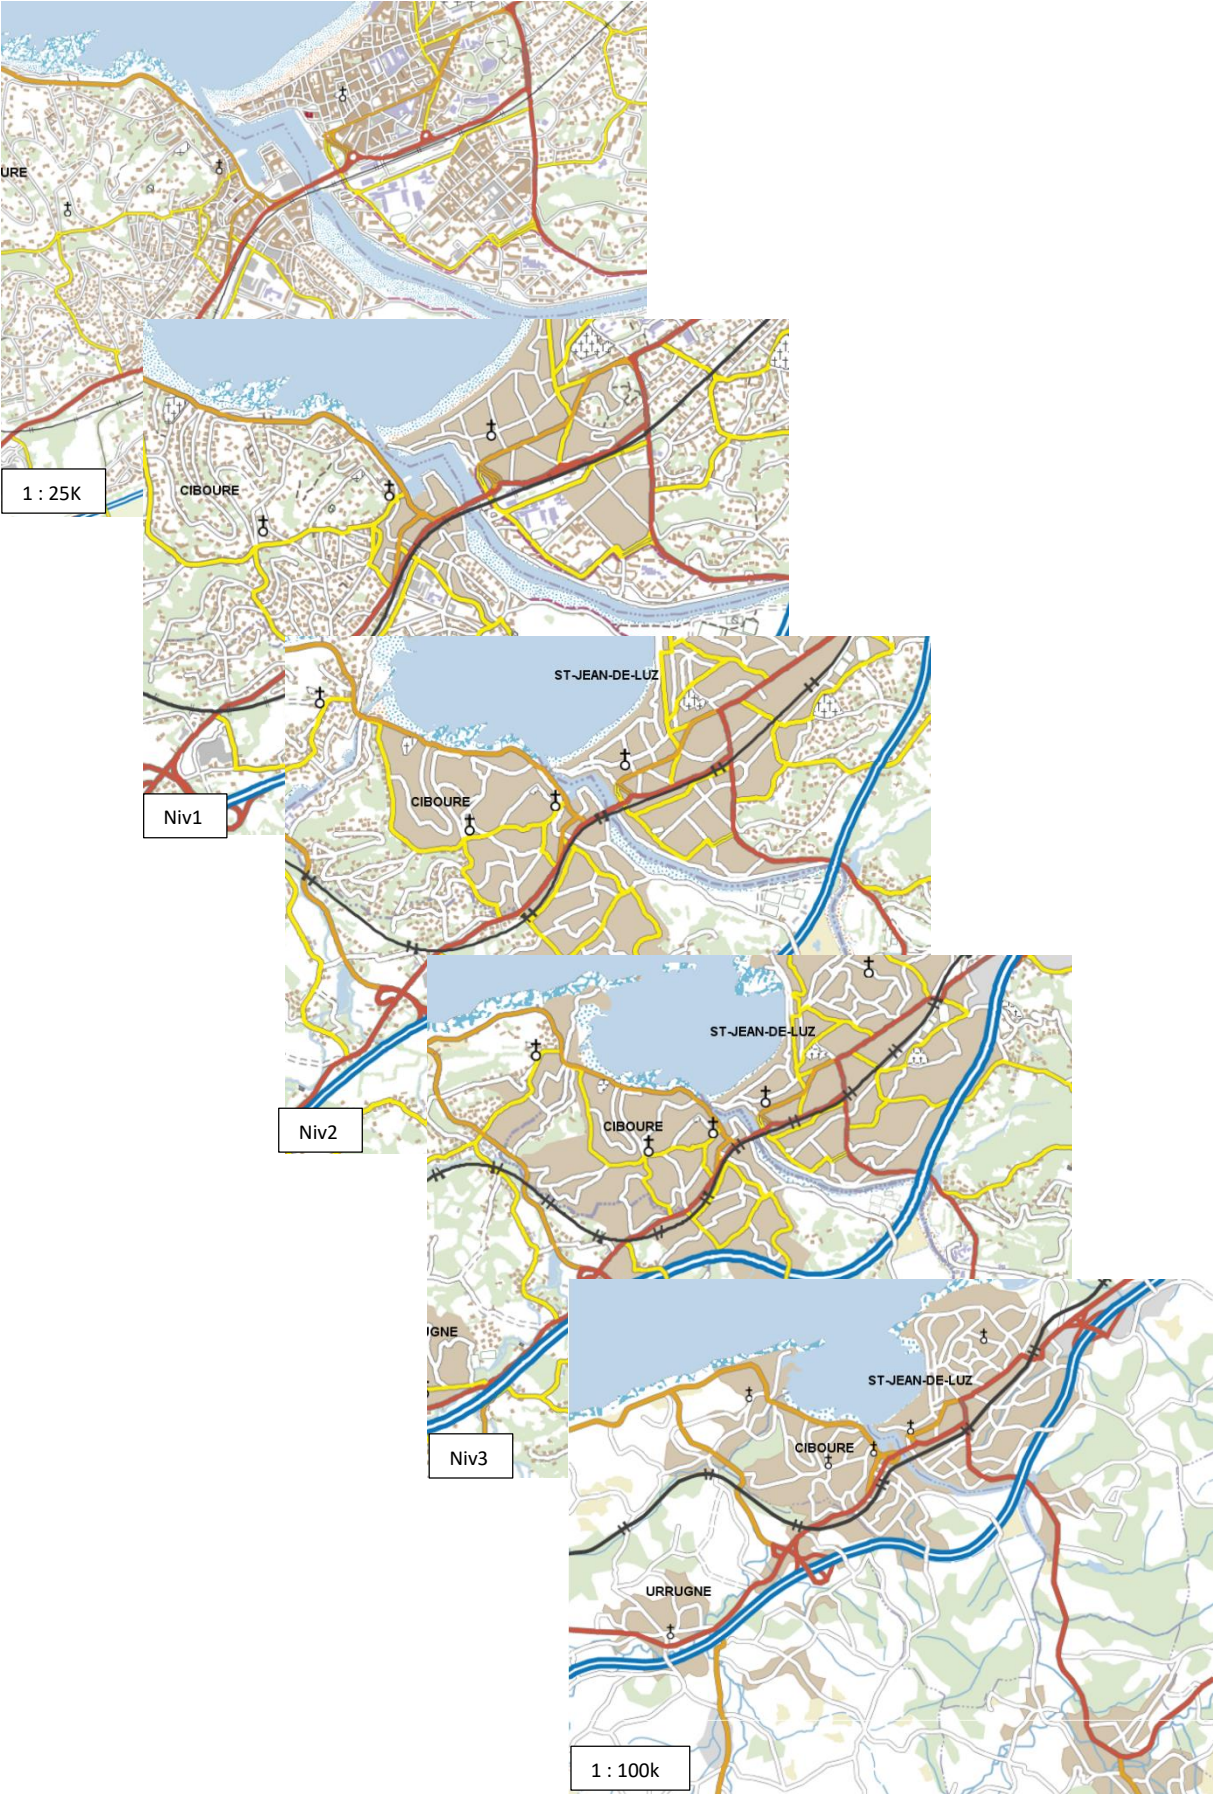 URE
1 : 25K
CIBOURE
Niv1
ST-JEAN-DE-LUZ
CIBOURE
Niv2
ST-JEAN-DE-LUZ
CIBOURE
UGNE
Niv3
ST-JEAN-DE-LUZ
CIBOURE
URRUGNE
1 : 100k